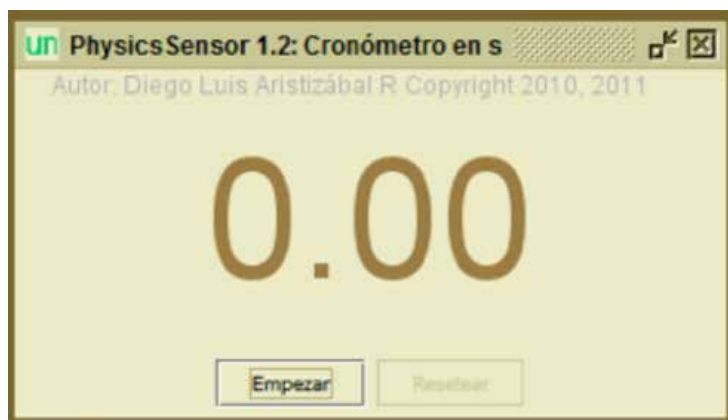 un PhysicsSensor 1.2: Cronómetro en s
Autor: Diego Luis Aristizábal R Copyright 2010, 2011
0.00
Empezar Resetear